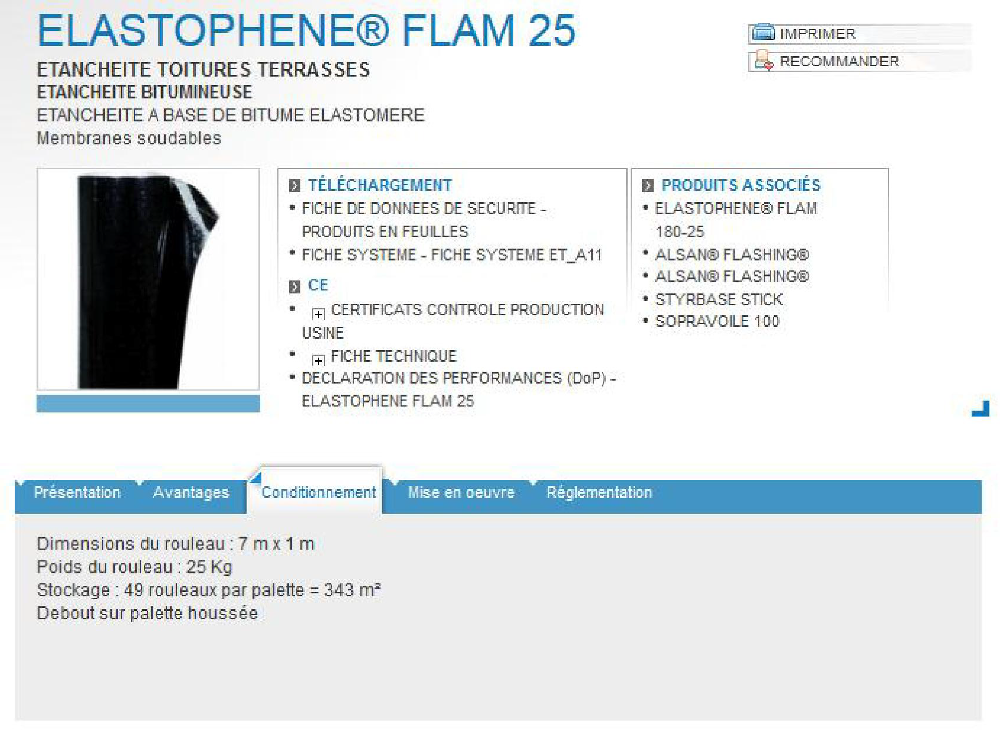 ELASTOPHENE® FLAM 25
IMPRIMER
RECOMMANDER
ETANCHEITE TOITURES TERRASSES
ETANCHEITE BITUMINEUSE
ETANCHEITE A BASE DE BITUME ELASTOMERE
Membranes soudables
TÉLÉCHARGEMENT
• FICHE DE DONNEES DE SECURITE -
PRODUITS EN FEUILLES
• FICHE SYSTEME - FICHE SYSTEME ET_A11
CE
• CERTIFICATS CONTROLE PRODUCTION
USINE
• FICHE TECHNIQUE
• DECLARATION DES PERFORMANCES (DoP) -
ELASTOPHENE FLAM 25
PRODUITS ASSOCIÉS
• ELASTOPHENE® FLAM
180-25
• ALSAN® FLASHING®
• ALSAN® FLASHING®
• STYRBASE STICK
• SOPRAVOILE 100
Présentation Avantages Conditionnement Mise en oeuvre Réglementation
Dimensions du rouleau : 7 m x 1 m
Poids du rouleau : 25 Kg
Stockage : 49 rouleaux par palette = 343 m²
Debout sur palette houssée